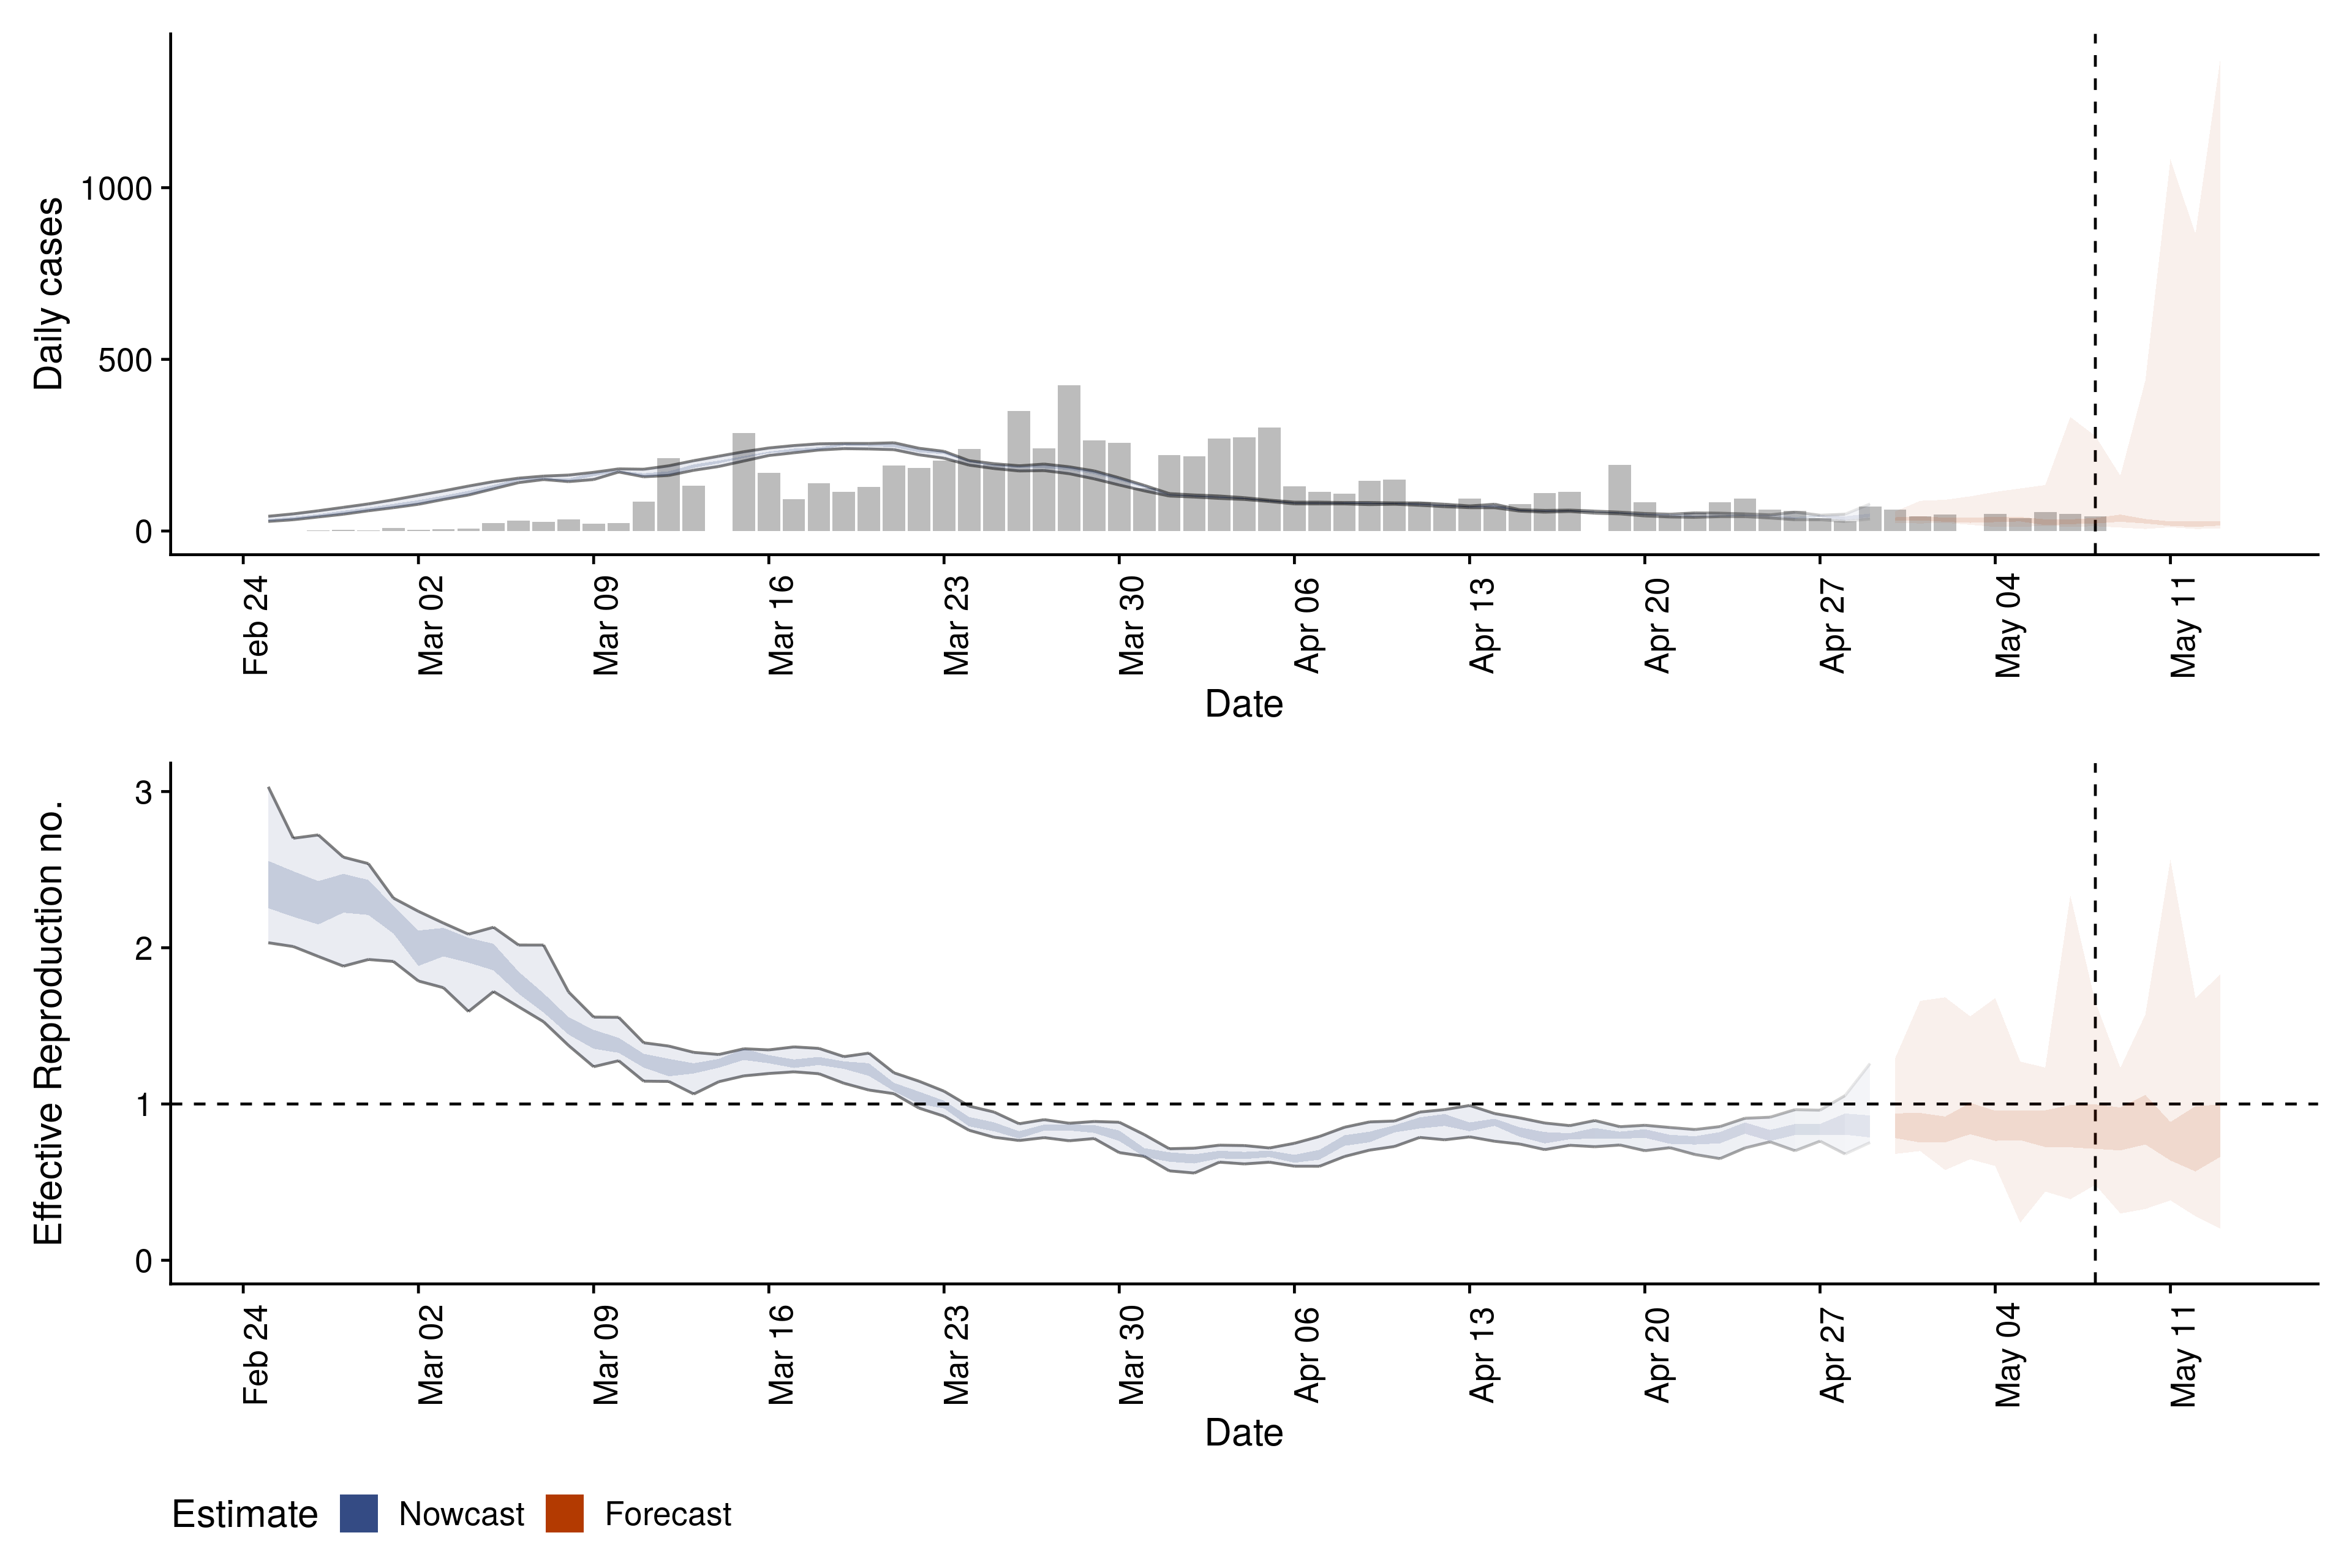 Daily cases
1000
500
0
Feb 24
Mar 02
Mar 09
Mar 16
Mar 23
Mar 30
Apr 06
Apr 13
Apr 20
Apr 27
May 04
May 11
Date
Effective Reproduction no.
3
2
1
0
Feb 24
Mar 02
Mar 09
Mar 16
Mar 23
Mar 30
Apr 06
Apr 13
Apr 20
Apr 27
May 04
May 11
Date
Estimate Nowcast Forecast